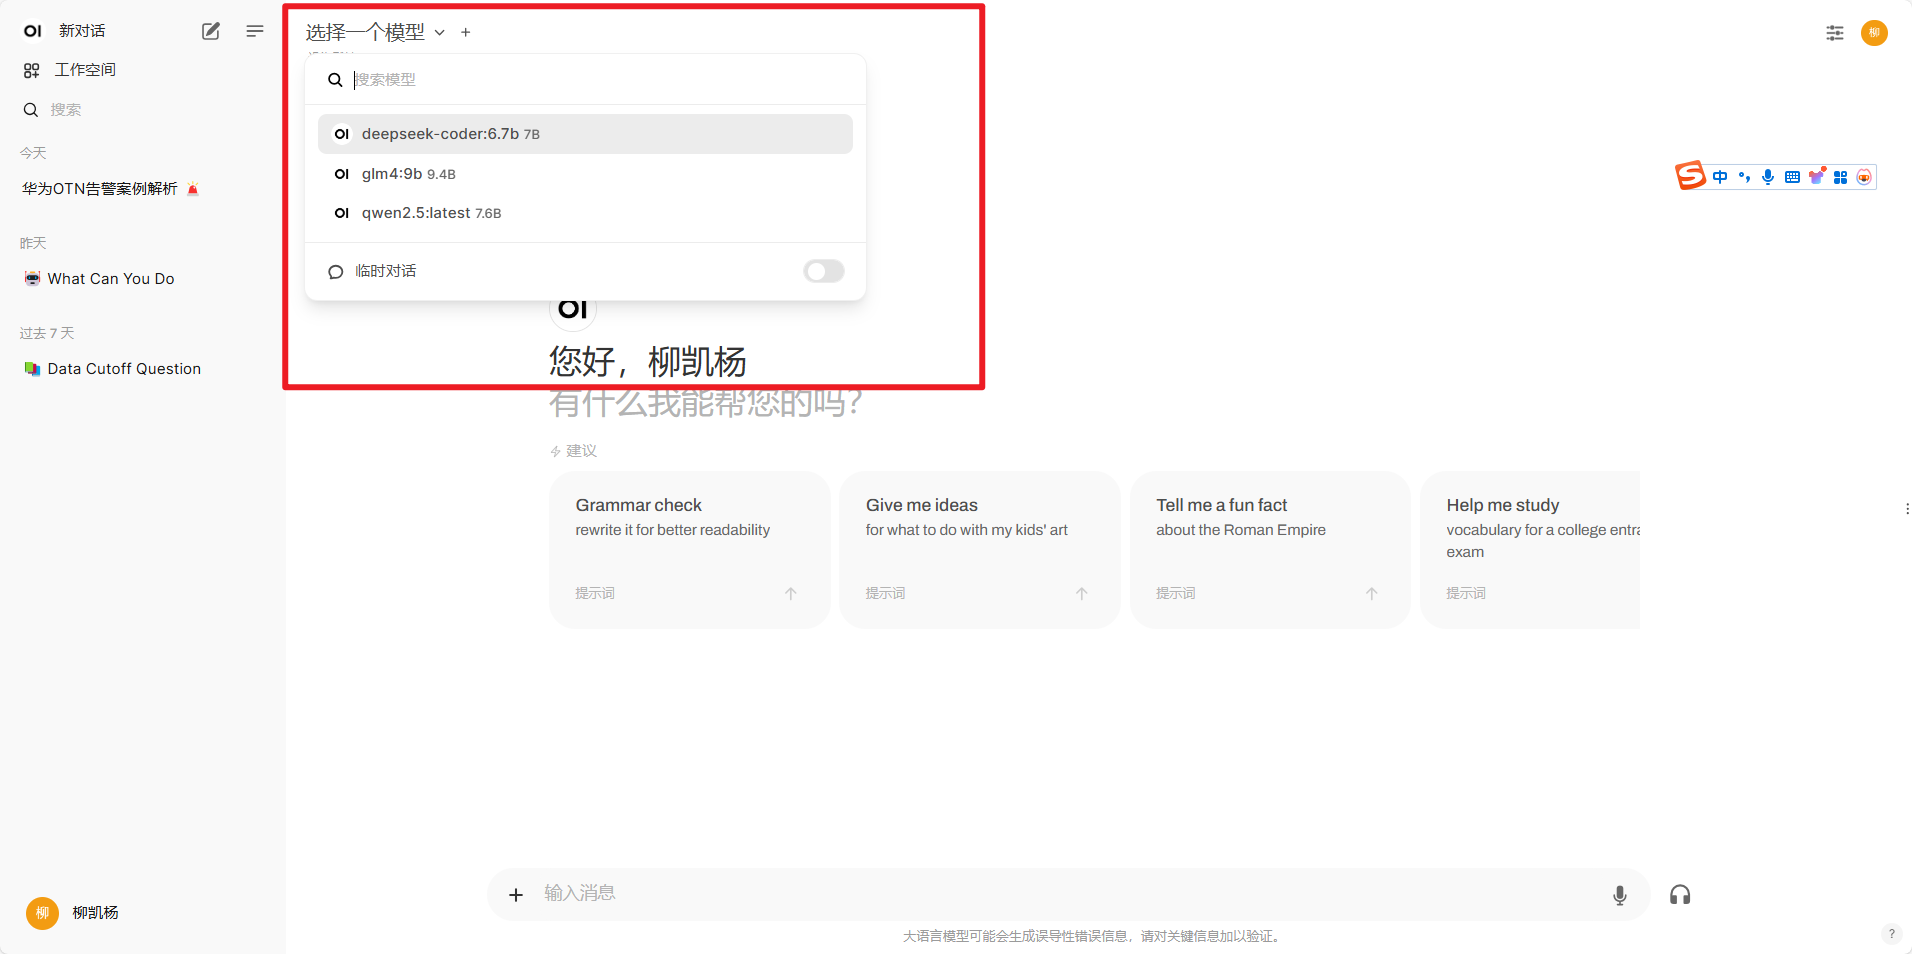 OI 新对话
工作空间
搜索
今天
华为OTN告警案例解析
昨天
What Can You Do
过去 7 天
Data Cutoff Question
柳凯杨
柳
选择一个模型
搜索模型
OI deepseek-coder:6.7b 7B
OI glm4:9b 9.4B
OI qwen2.5:latest 7.6B
临时对话
OI
您好，柳凯杨
有什么我能帮您的吗？
建议
Grammar check
rewrite it for better readability
提示词
Give me ideas
for what to do with my kids' art
提示词
Tell me a fun fact
about the Roman Empire
提示词
Help me study
vocabulary for a college entra
exam
提示词
输入消息
大语言模型可能会生成误导性错误信息，请对关键信息加以验证。
柳
S 中
?